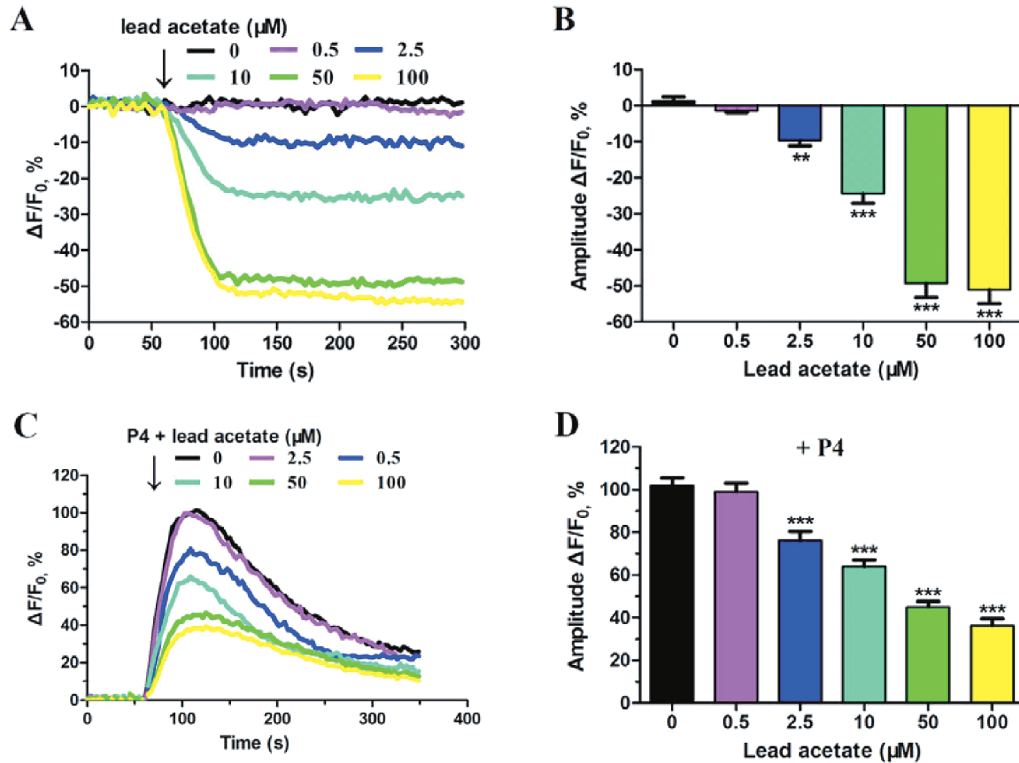 A
lead acetate (µM)
0 0.5 2.5
10 50 100
10
0
-10
-20
-30
-40
-50
-60
ΔF/F0, %
0 50 100 150 200 250 300
Time (s)
B
10
0
-10
-20
-30
-40
-50
-60
Amplitude ΔF/F0, %
**
***
***
***
0 0.5 2.5 10 50 100
Lead acetate (µM)
C
P4 + lead acetate (µM)
0 2.5 0.5
10 50 100
120
100
80
60
40
20
0
ΔF/F0, %
0 100 200 300 400
Time (s)
D
+ P4
120
100
80
60
40
20
0
Amplitude ΔF/F0, %
***
***
***
***
0 0.5 2.5 10 50 100
Lead acetate (µM)